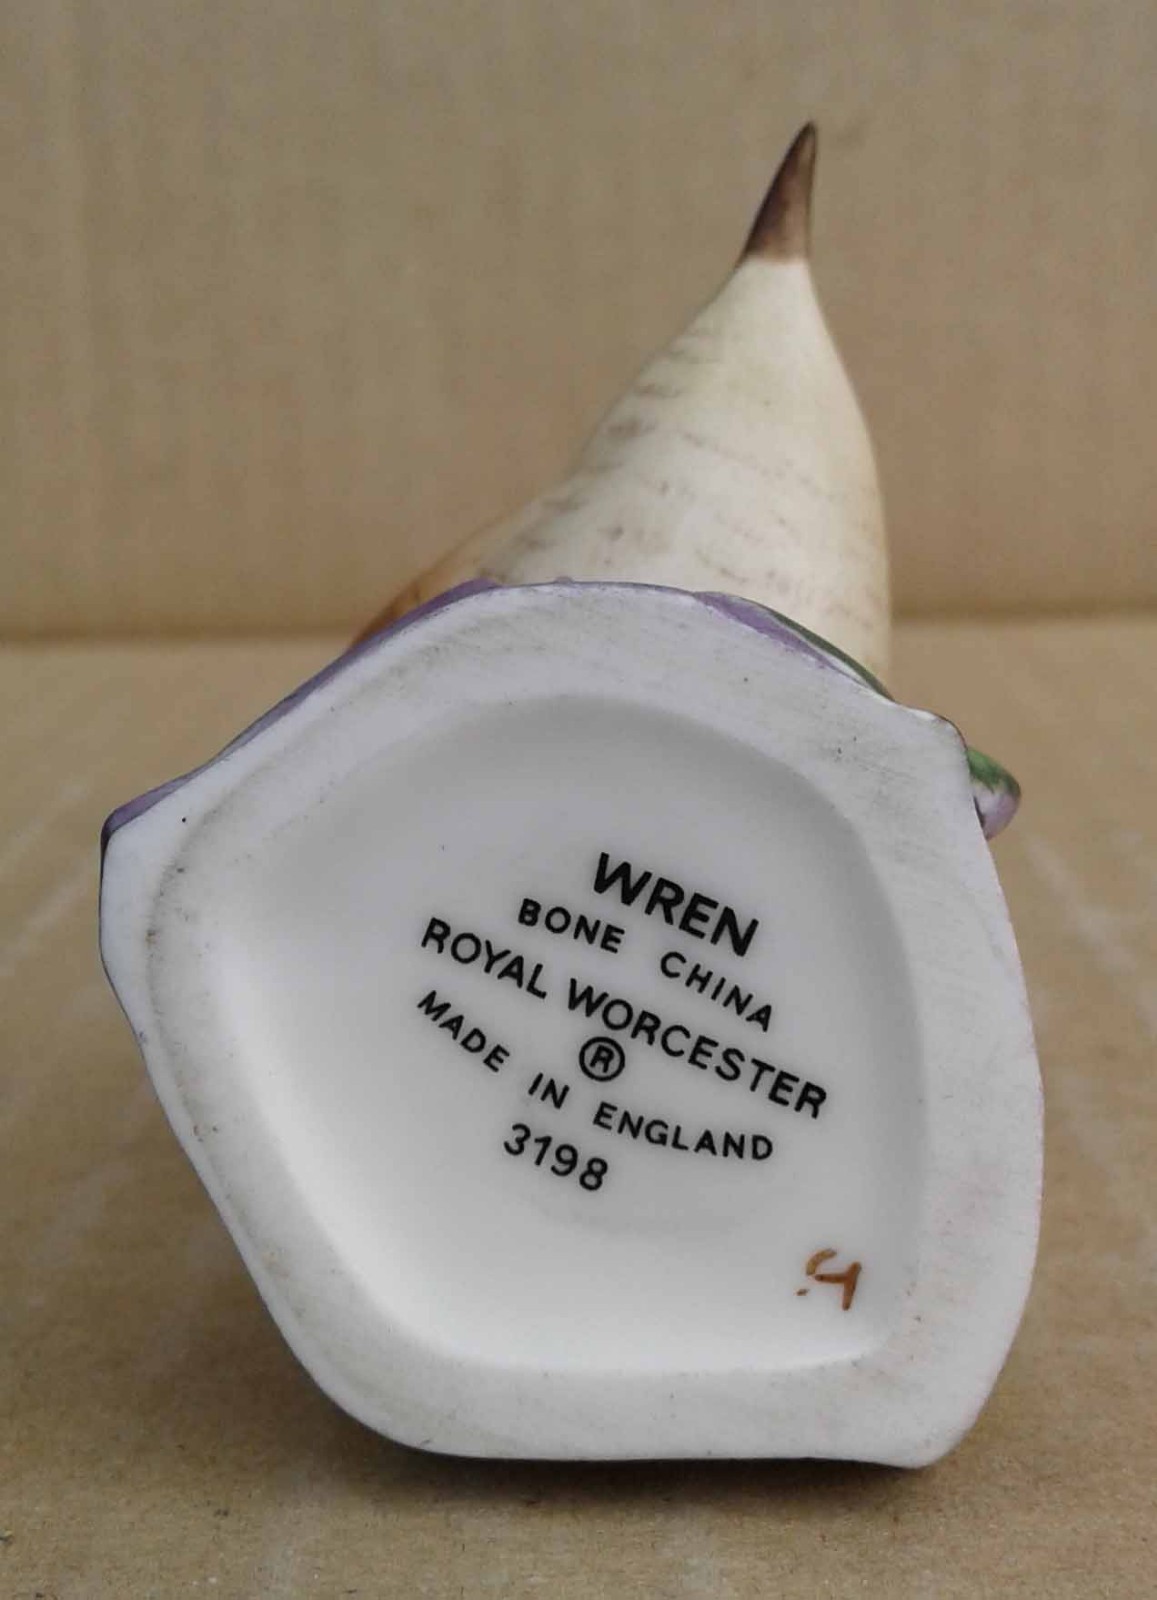 WREN
BONE CHINA
ROYAL WORCESTER
®
MADE IN ENGLAND
3198